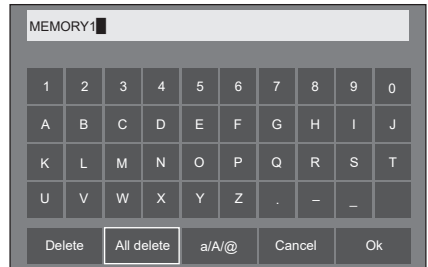 MEMORY1
1 2 3 4 5 6 7 8 9 0
A B C D E F G H I J
K L M N O P Q R S T
U V W X Y Z . – _
Delete All delete a/A/@ Cancel Ok